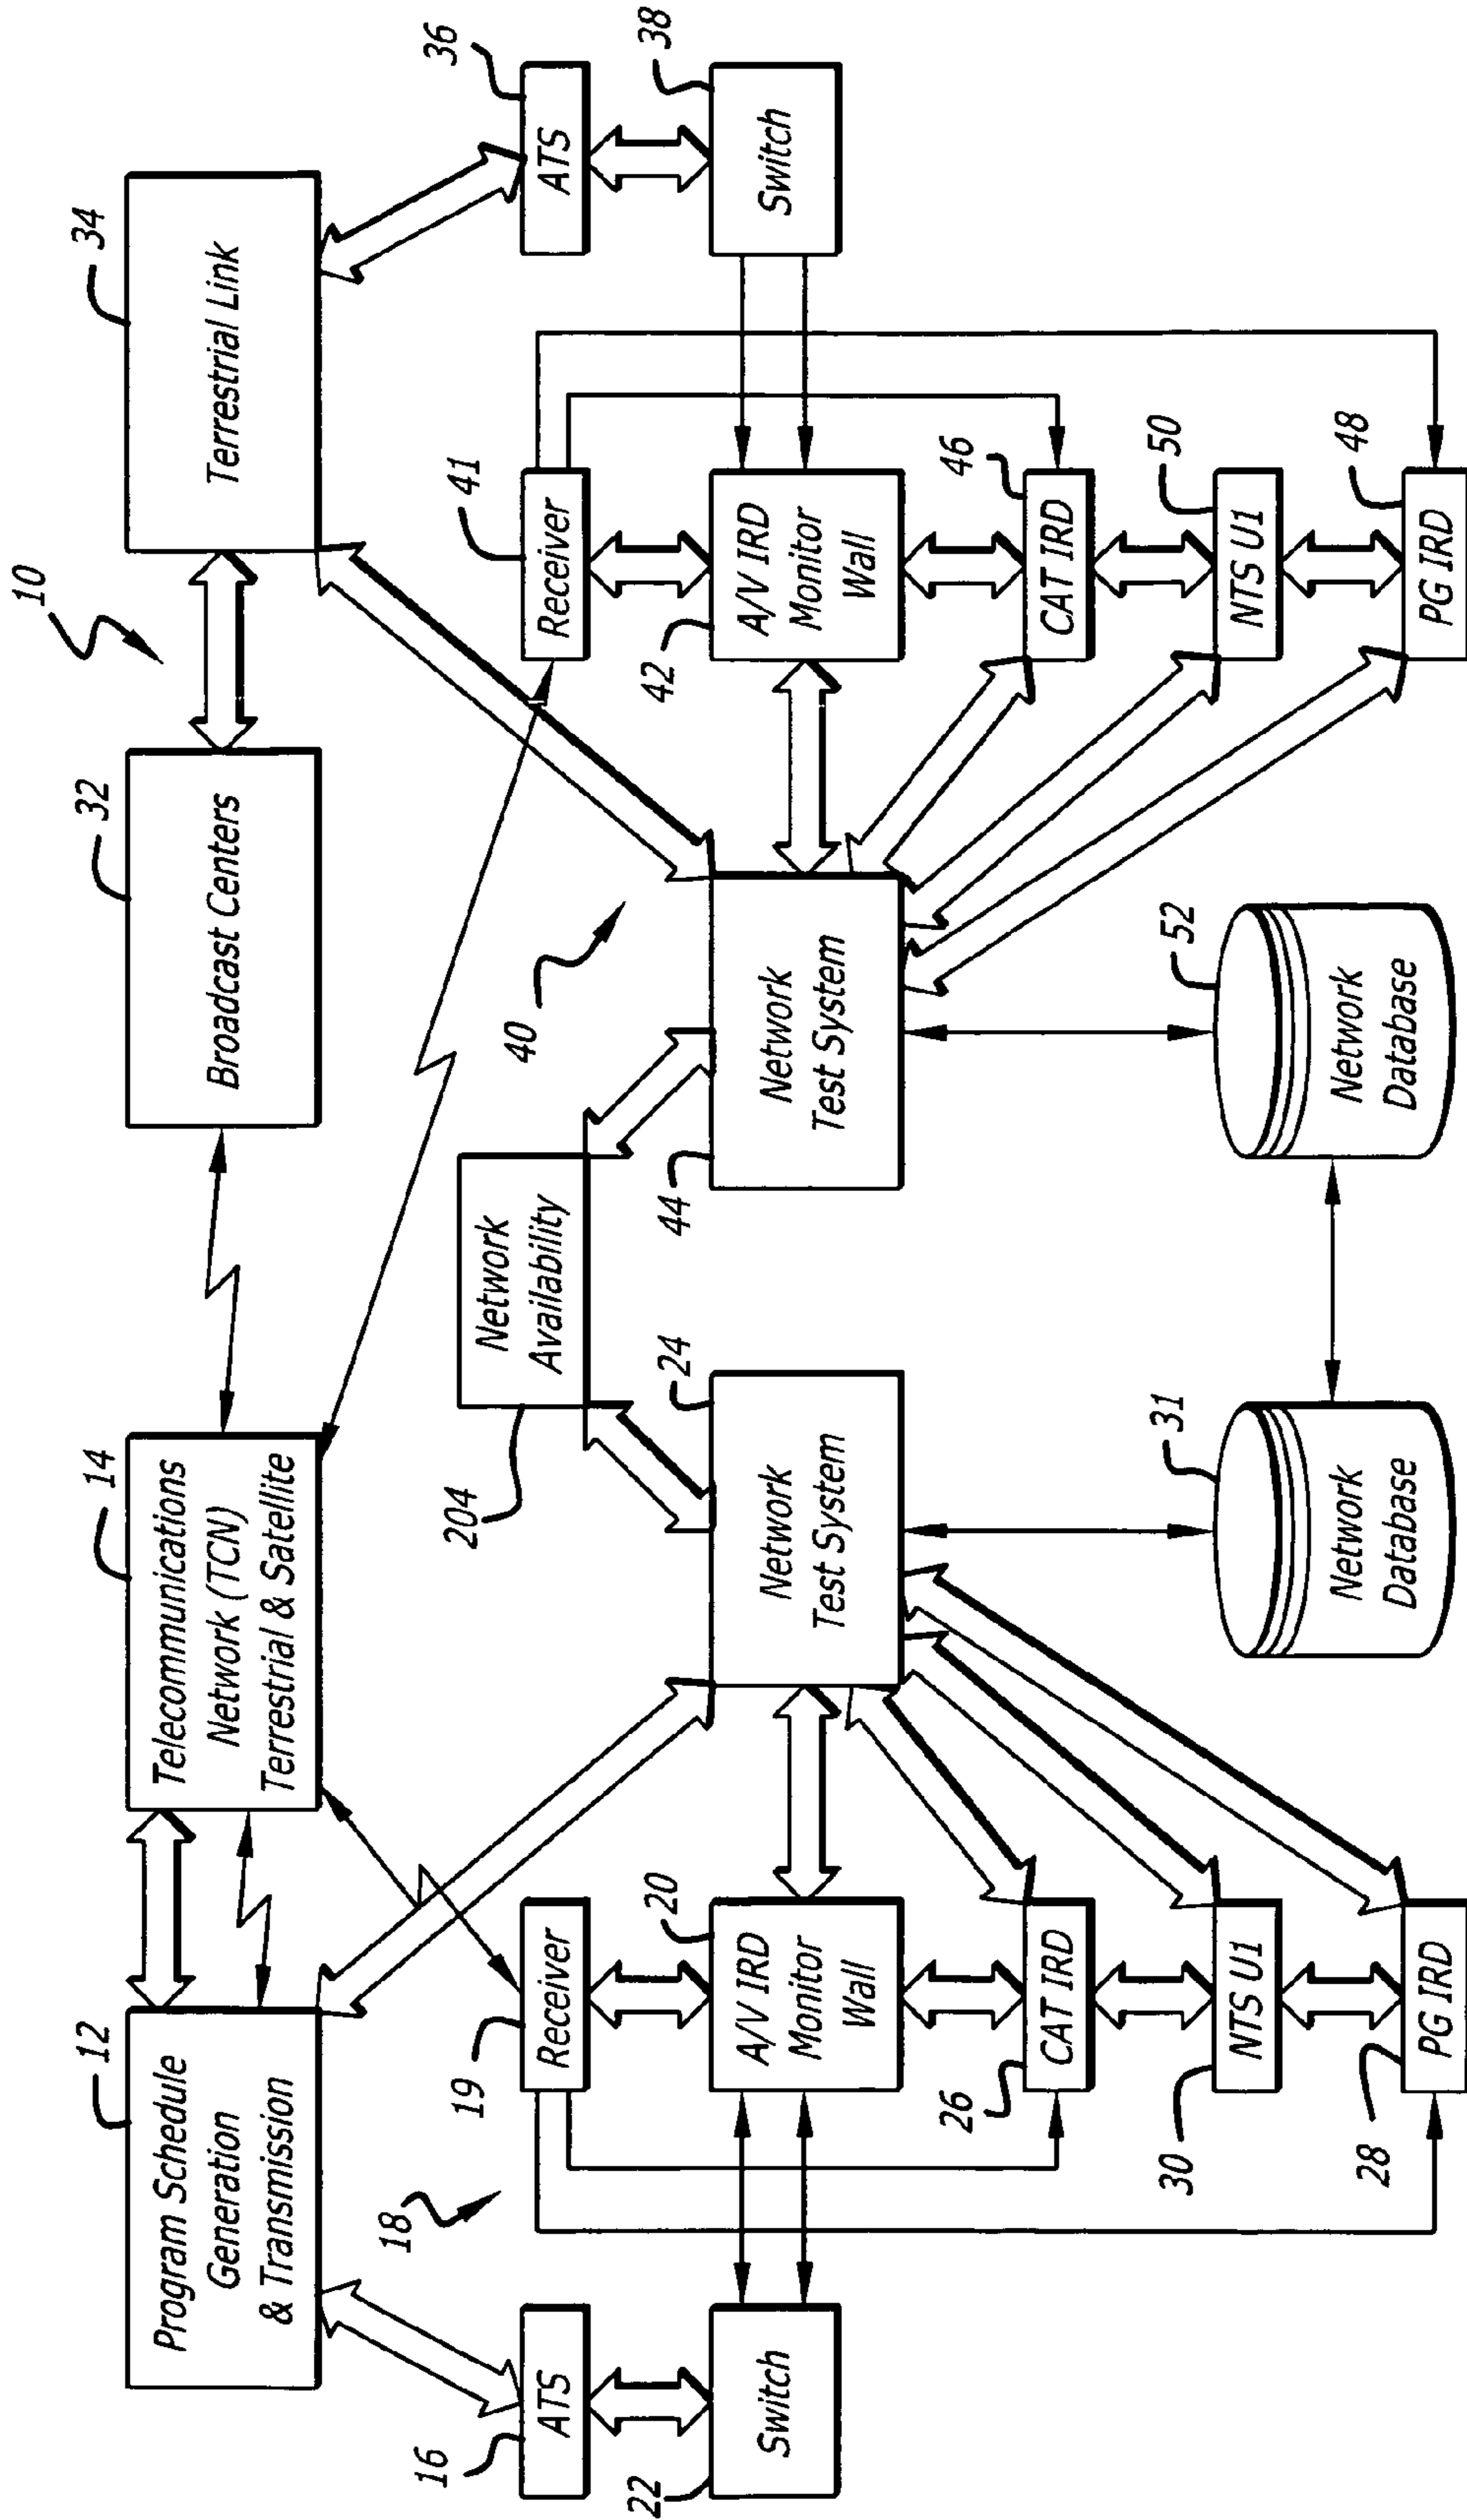 10
12
Program Schedule
Generation
& Transmission
14
Telecommunications
Network (TCN)
Terrestrial & Satellite
32
Broadcast Centers
34
Terrestrial Link
16
ATS
18
19
Receiver
204
Network
Availability
40
41
Receiver
36
ATS
22
Switch
20
A/V IRD
Monitor
Wall
24
Network
Test System
44
Network
Test System
42
A/V IRD
Monitor
Wall
38
Switch
26
CAT IRD
46
CAT IRD
30
NTS U1
31
Network
Database
52
Network
Database
50
NTS U1
28
PG IRD
48
PG IRD